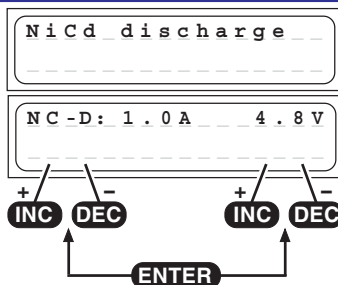 NiCd discharge
NC-D: 1.0A 4.8V
+ - + -
INC DEC INC DEC
ENTER